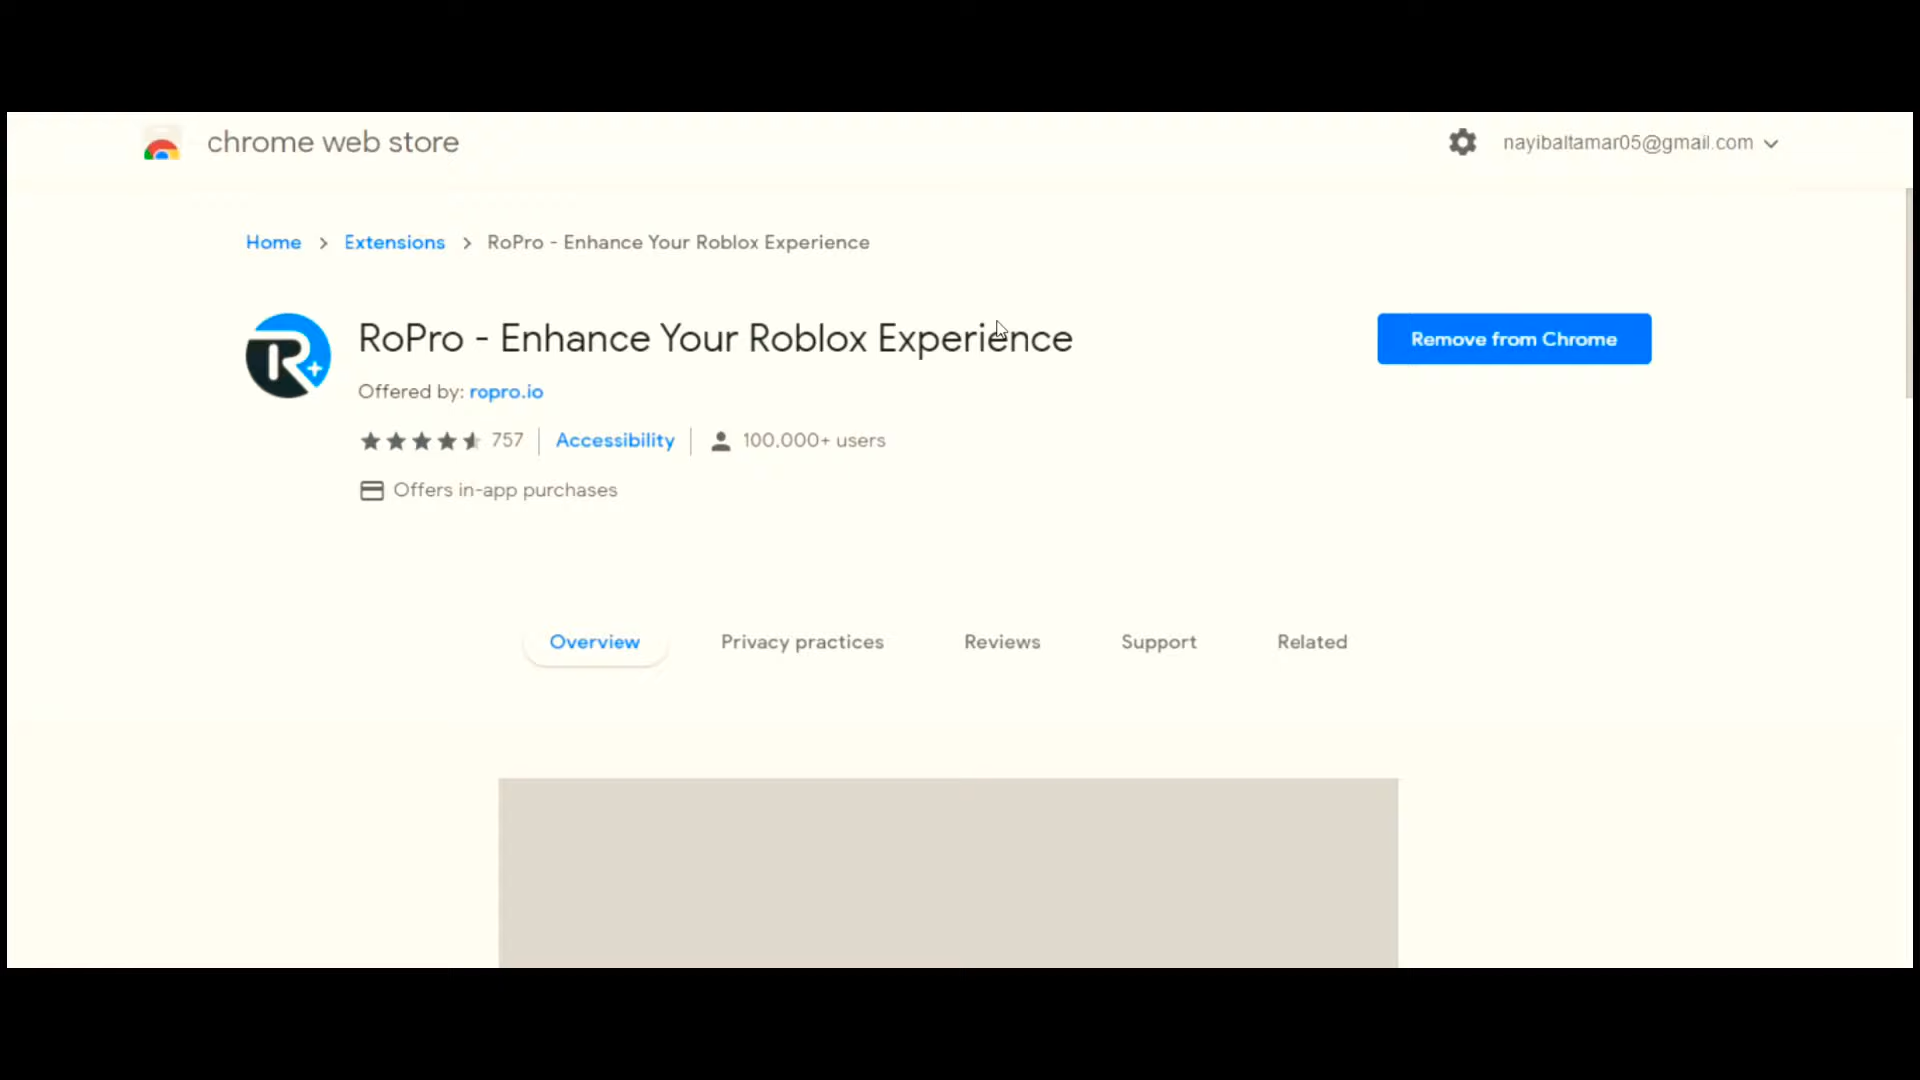 chrome web store
nayibaltamar05@gmail.com
Home > Extensions > RoPro - Enhance Your Roblox Experience
RoPro - Enhance Your Roblox Experience
Remove from Chrome
Offered by: ropro.io
757 | Accessibility | 100,000+ users
Offers in-app purchases
Overview Privacy practices Reviews Support Related